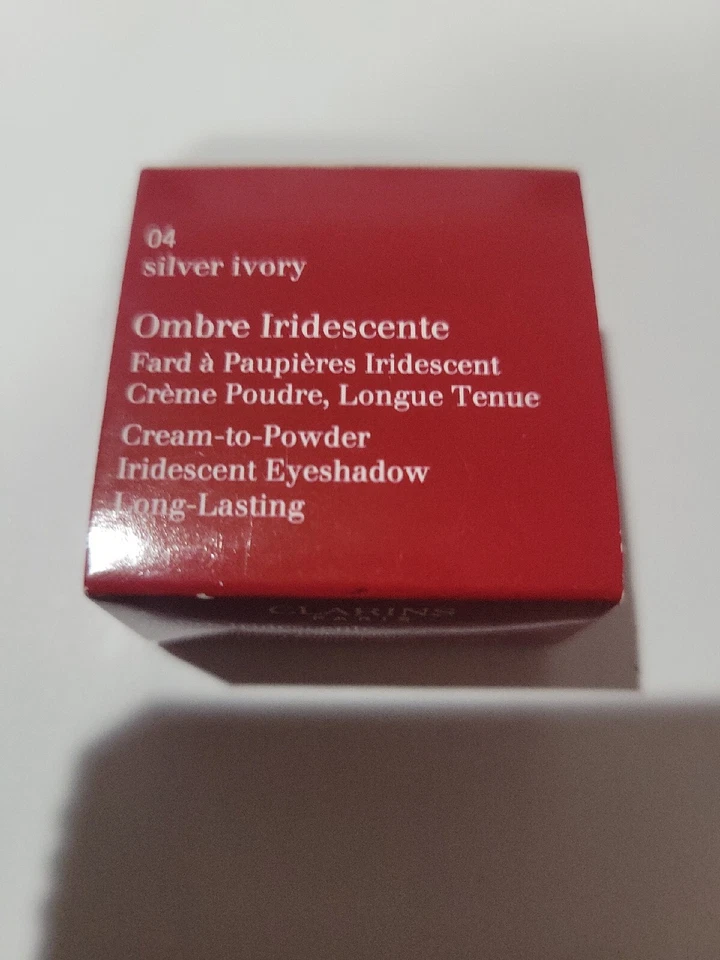 04
silver ivory
Ombre Iridescente
Fard à Paupières Iridescent
Crème Poudre, Longue Tenue
Cream-to-Powder
Iridescent Eyeshadow
Long-Lasting
CLARINS
PARIS